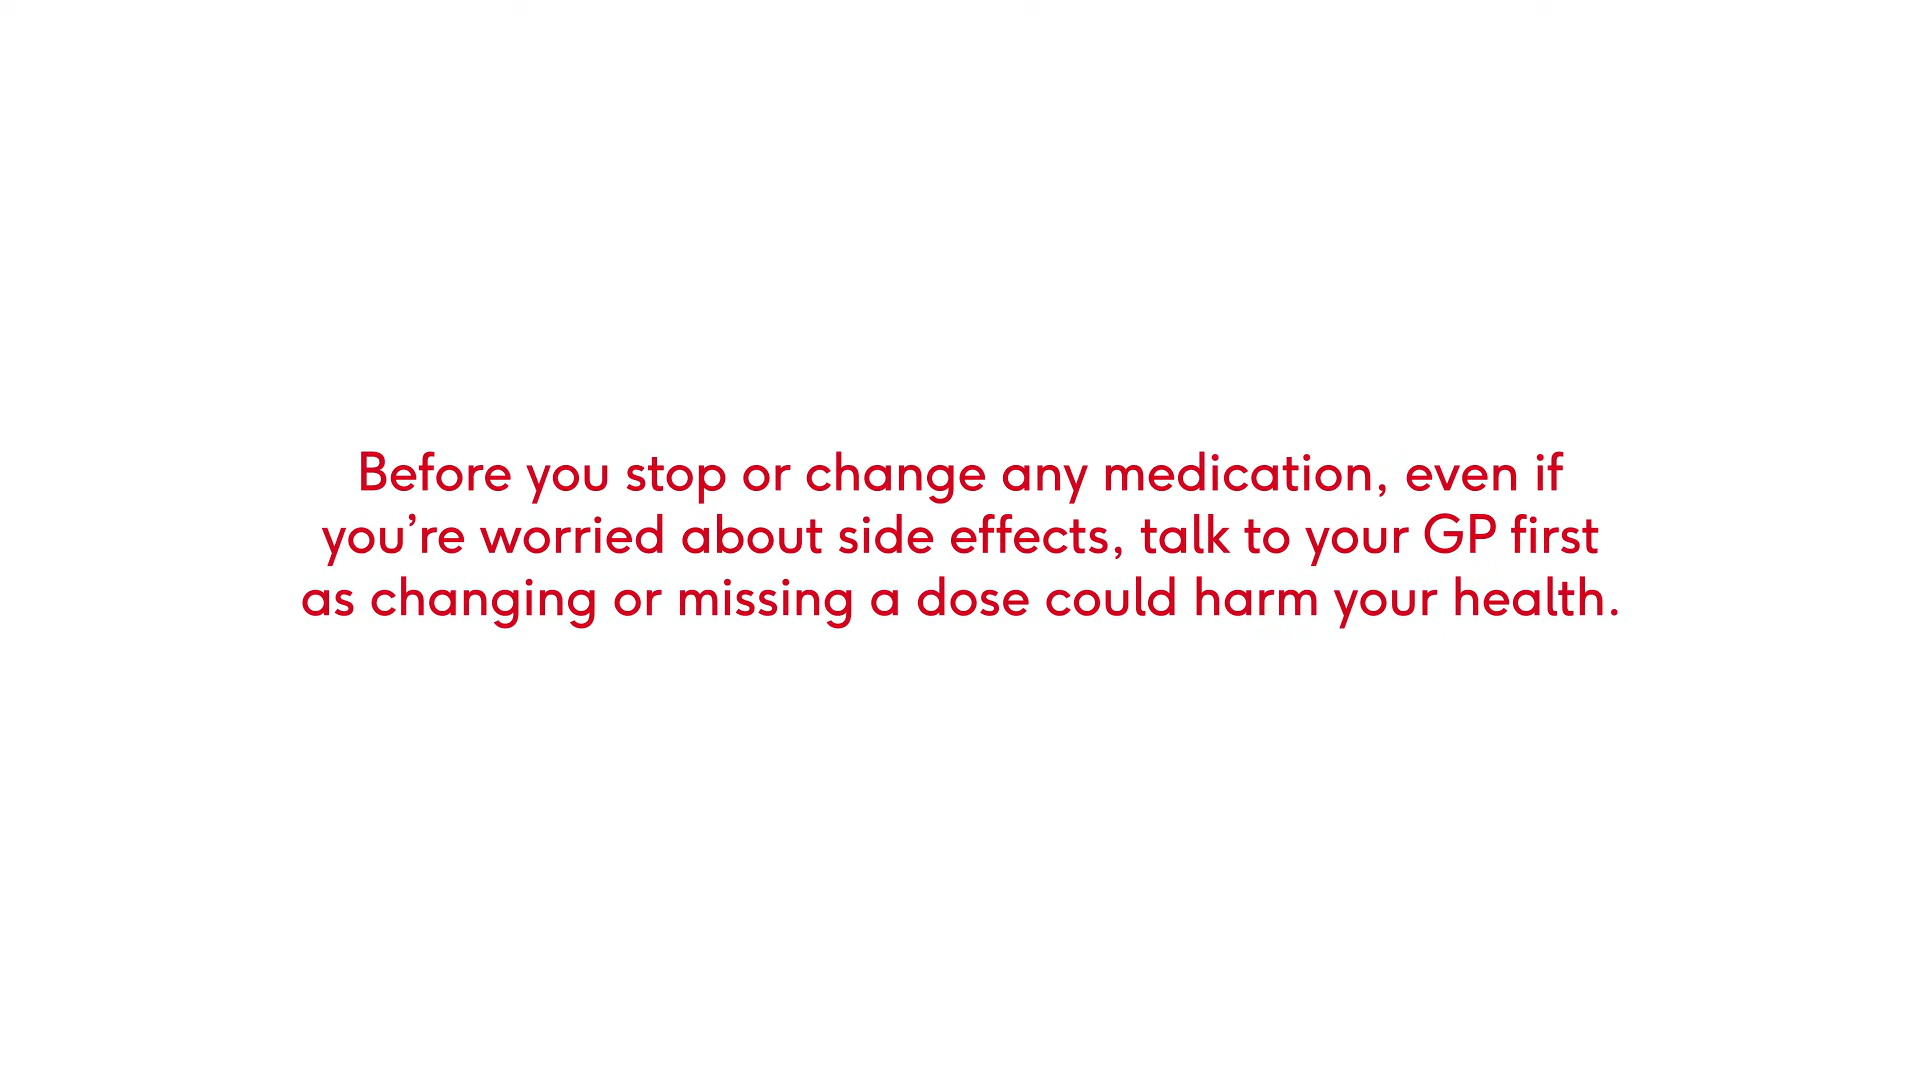 Before you stop or change any medication, even if
you’re worried about side effects, talk to your GP first
as changing or missing a dose could harm your health.